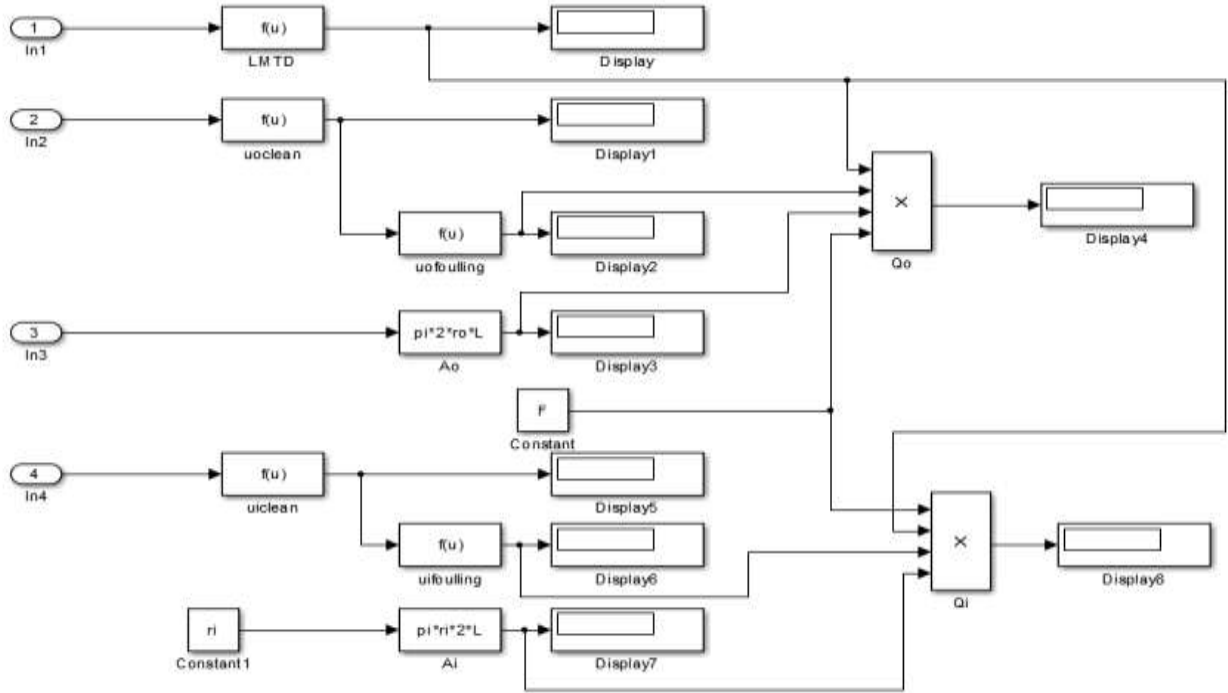 1
In1
f(u)
LMTD
Display
2
In2
f(u)
uoclean
Display1
f(u)
uofoulling
Display2
X
Qo
Display4
3
In3
pi*2*ro*L
Ao
Display3
F
Constant
4
In4
f(u)
uiclean
Display5
f(u)
uifoulling
Display6
X
Qi
Display8
ri
Constant1
pi*ri*2*L
Ai
Display7